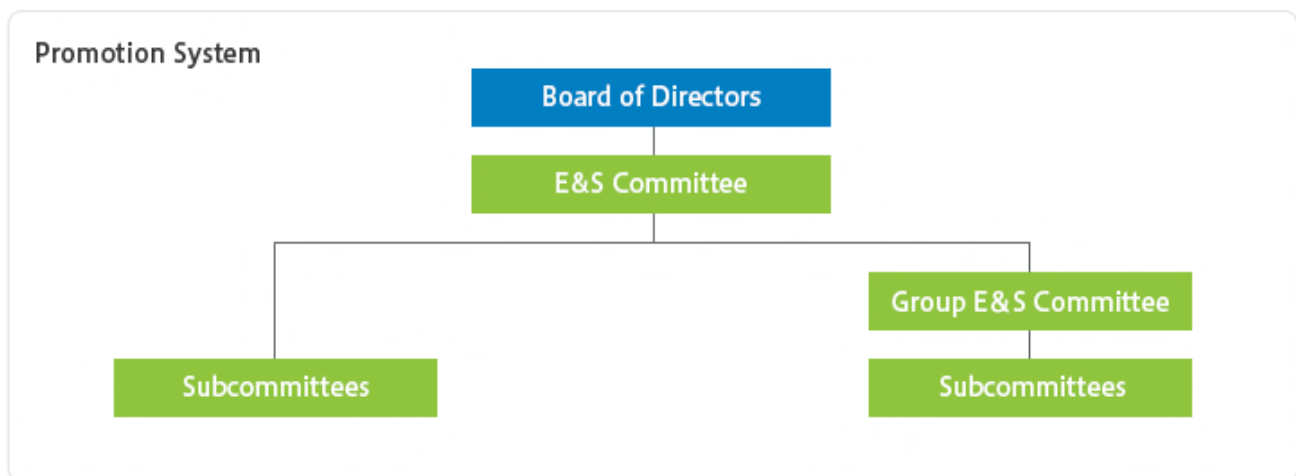 Promotion System
Board of Directors
E&S Committee
Group E&S Committee
Subcommittees
Subcommittees